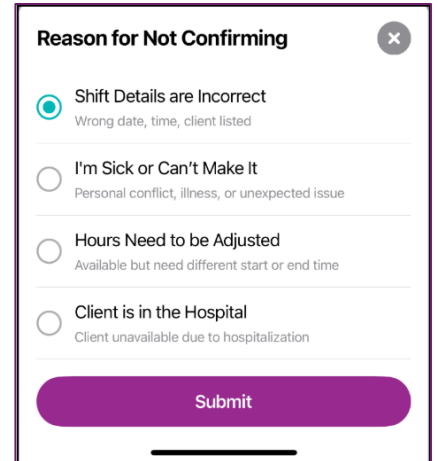 Reason for Not Confirming
Shift Details are Incorrect
Wrong date, time, client listed
I'm Sick or Can’t Make It
Personal conflict, illness, or unexpected issue
Hours Need to be Adjusted
Available but need different start or end time
Client is in the Hospital
Client unavailable due to hospitalization
Submit